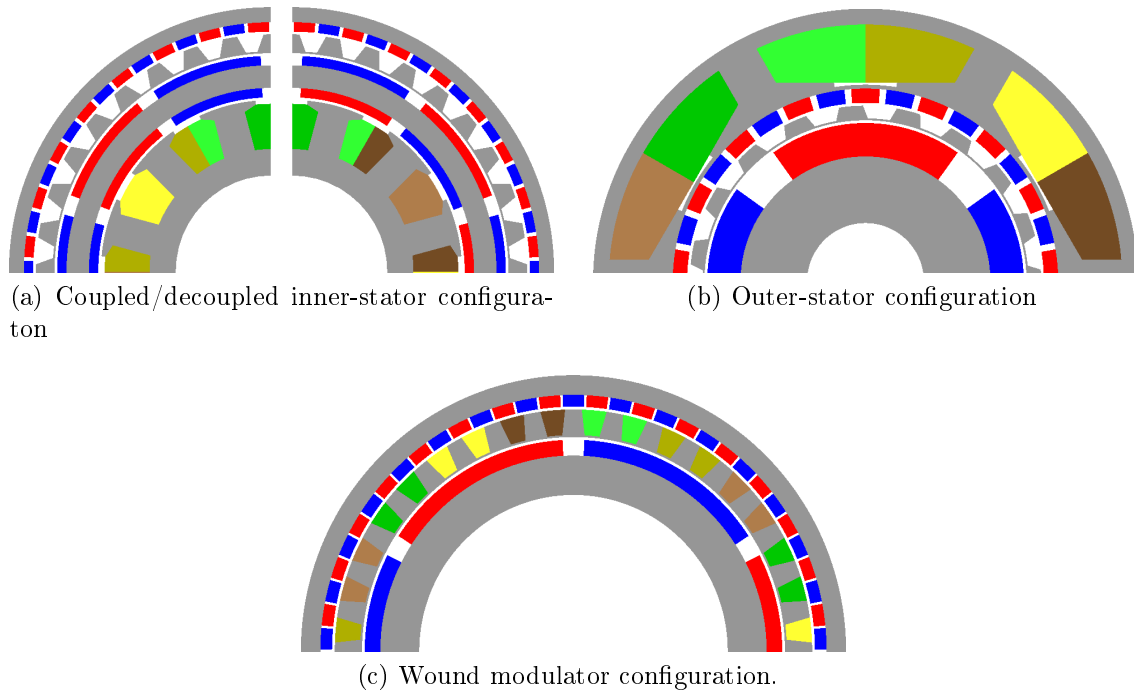 (a) Coupled/decoupled inner-stator configura-
ton
(b) Outer-stator configuration
(c) Wound modulator configuration.